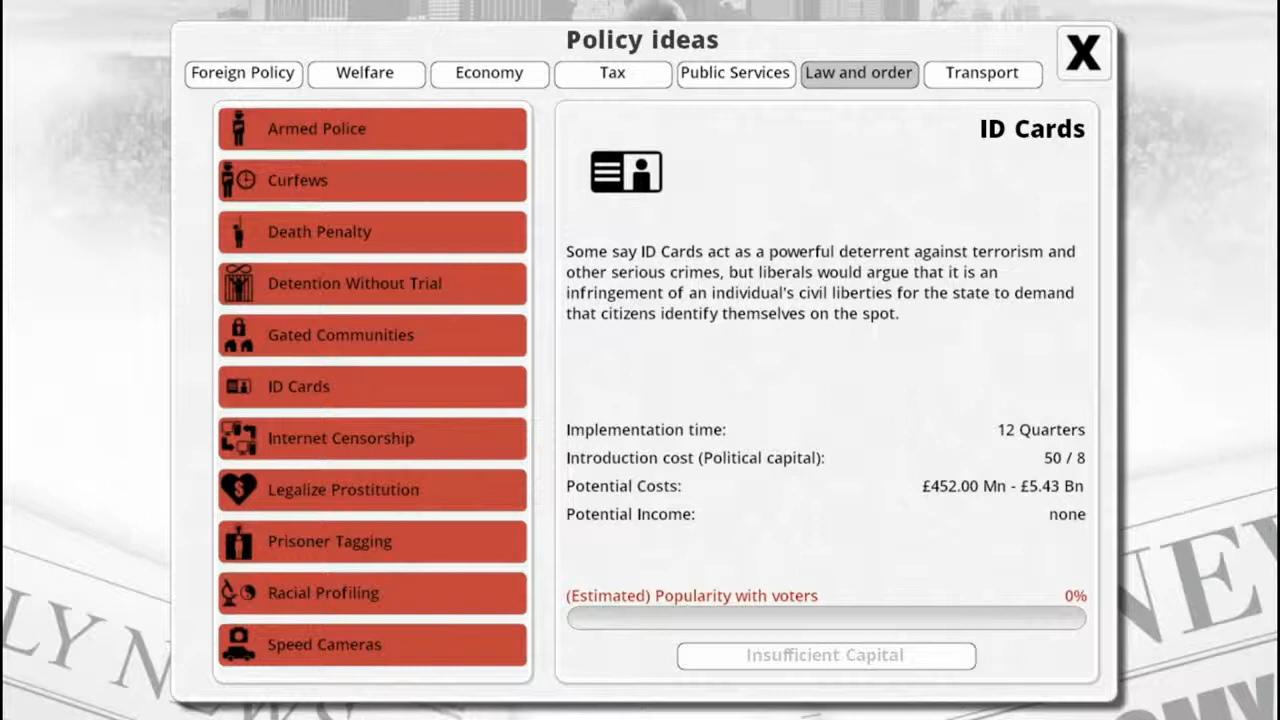 Policy ideas
X
Foreign Policy
Welfare
Economy
Tax
Public Services
Law and order
Transport
Armed Police
Curfews
Death Penalty
Detention Without Trial
Gated Communities
ID Cards
Internet Censorship
Legalize Prostitution
Prisoner Tagging
Racial Profiling
Speed Cameras
ID Cards
Some say ID Cards act as a powerful deterrent against terrorism and
other serious crimes, but liberals would argue that it is an
infringement of an individual's civil liberties for the state to demand
that citizens identify themselves on the spot.
Implementation time: 12 Quarters
Introduction cost (Political capital): 50 / 8
Potential Costs: £452.00 Mn - £5.43 Bn
Potential Income: none
(Estimated) Popularity with voters 0%
Insufficient Capital
LY NEWS